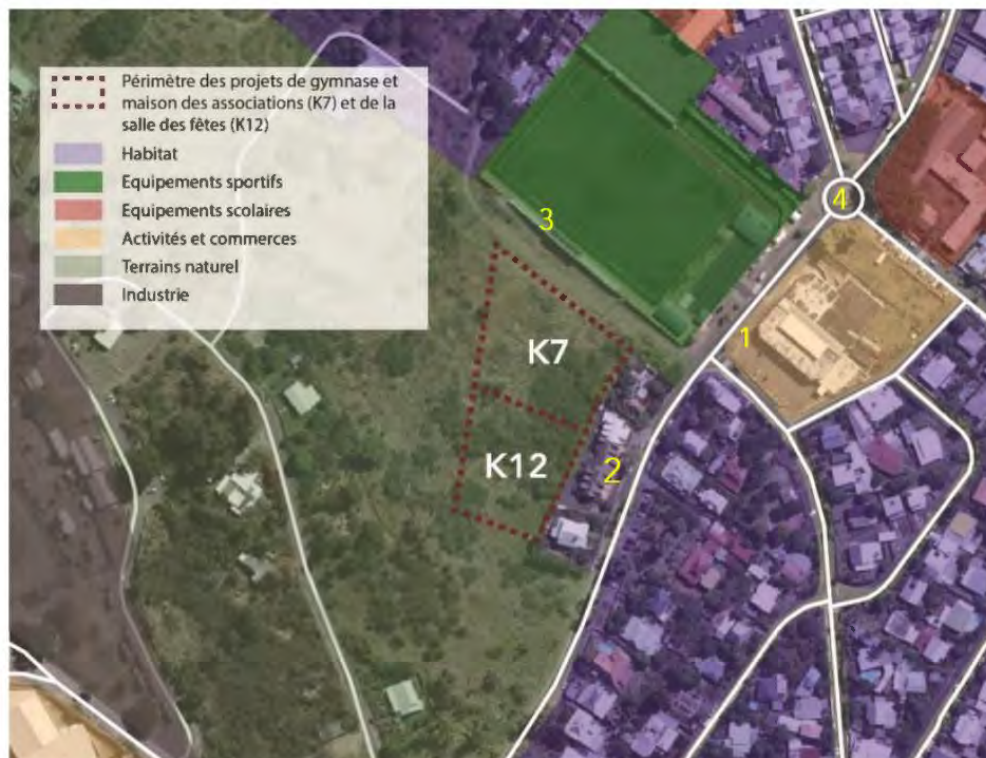 Périmètre des projets de gymnase et
maison des associations (K7) et de la
salle des fêtes (K12)
Habitat
Equipements sportifs
Equipements scolaires
Activités et commerces
Terrains naturel
Industrie
4
3
1
K7
K12
2